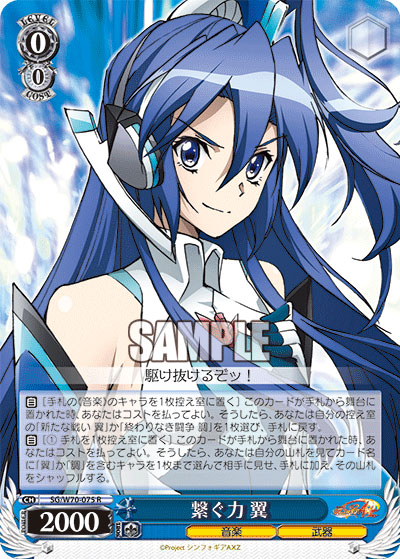 LEVEL
0
0
COST
SAMPLE
駆け抜けるぞッ！
自 ［手札の《音楽》のキャラを1枚控え室に置く］ このカードが手札から舞台に
置かれた時、あなたはコストを払ってよい。そうしたら、あなたは自分の控え室
の「新たな戦い 翼」か「終わりなき闘争 調」を1枚選び、手札に戻す。
自 ［① 手札を1枚控え室に置く］ このカードが手札から舞台に置かれた時、あ
なたはコストを払ってよい。そうしたら、あなたは自分の山札を見てカード名
に「翼」か「調」を含むキャラを1枚まで選んで相手に見せ、手札に加え、その山札
をシャッフルする。
CH
SG/W70-075 R
繋ぐ力 翼
2000
音楽
武器
©Project シンフォギアAXZ